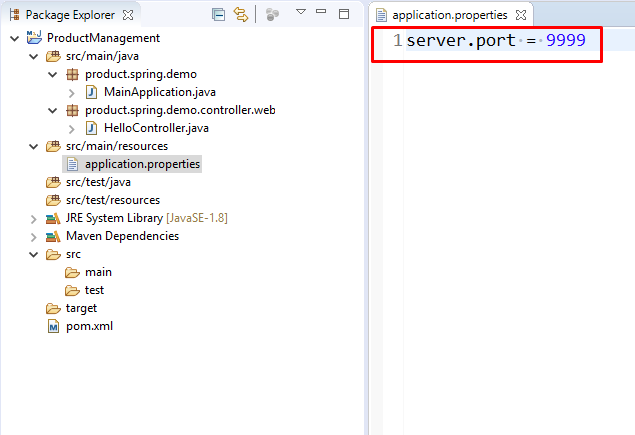 Package Explorer
ProductManagement
src/main/java
product.spring.demo
MainApplication.java
product.spring.demo.controller.web
HelloController.java
src/main/resources
application.properties
src/test/java
src/test/resources
JRE System Library [JavaSE-1.8]
Maven Dependencies
src
main
test
target
pom.xml
application.properties
1 server.port = 9999